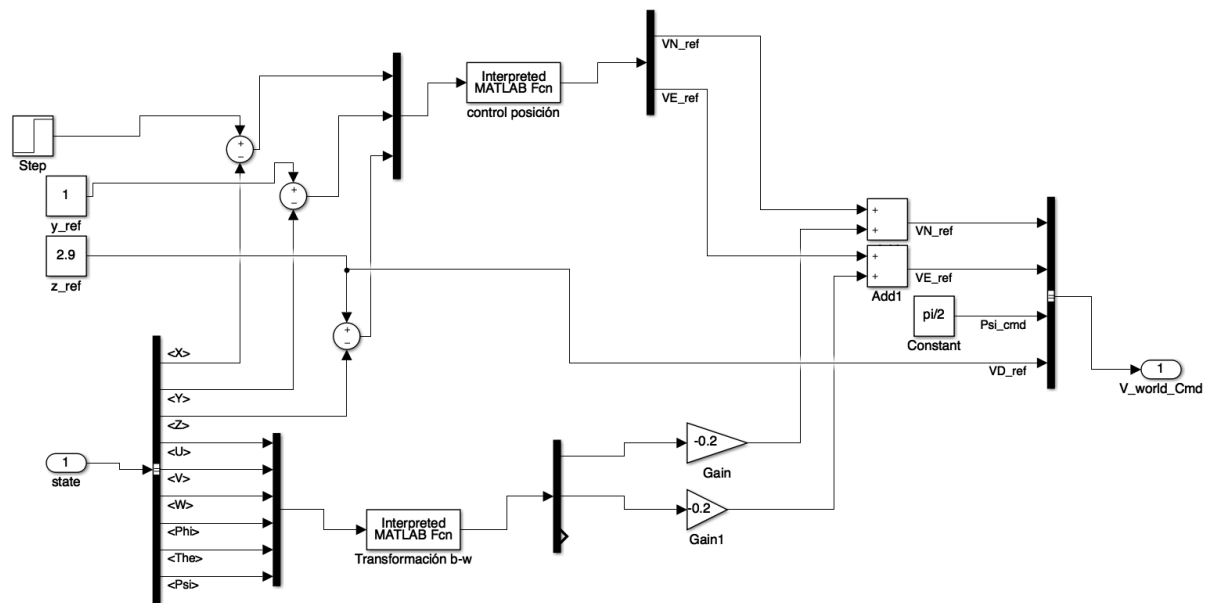 VN_ref
VE_ref
Interpreted
MATLAB Fcn
control posición
+
−
Step
+
−
1
y_ref
2.9
z_ref
+
−
+
+
VN_ref
+
+
VE_ref
Add1
pi/2
Psi_cmd
Constant
VD_ref
1
V_world_Cmd
<X>
<Y>
<Z>
<U>
<V>
<W>
<Phi>
<The>
<Psi>
1
state
Interpreted
MATLAB Fcn
Transformación b-w
-0.2
Gain
-0.2
Gain1